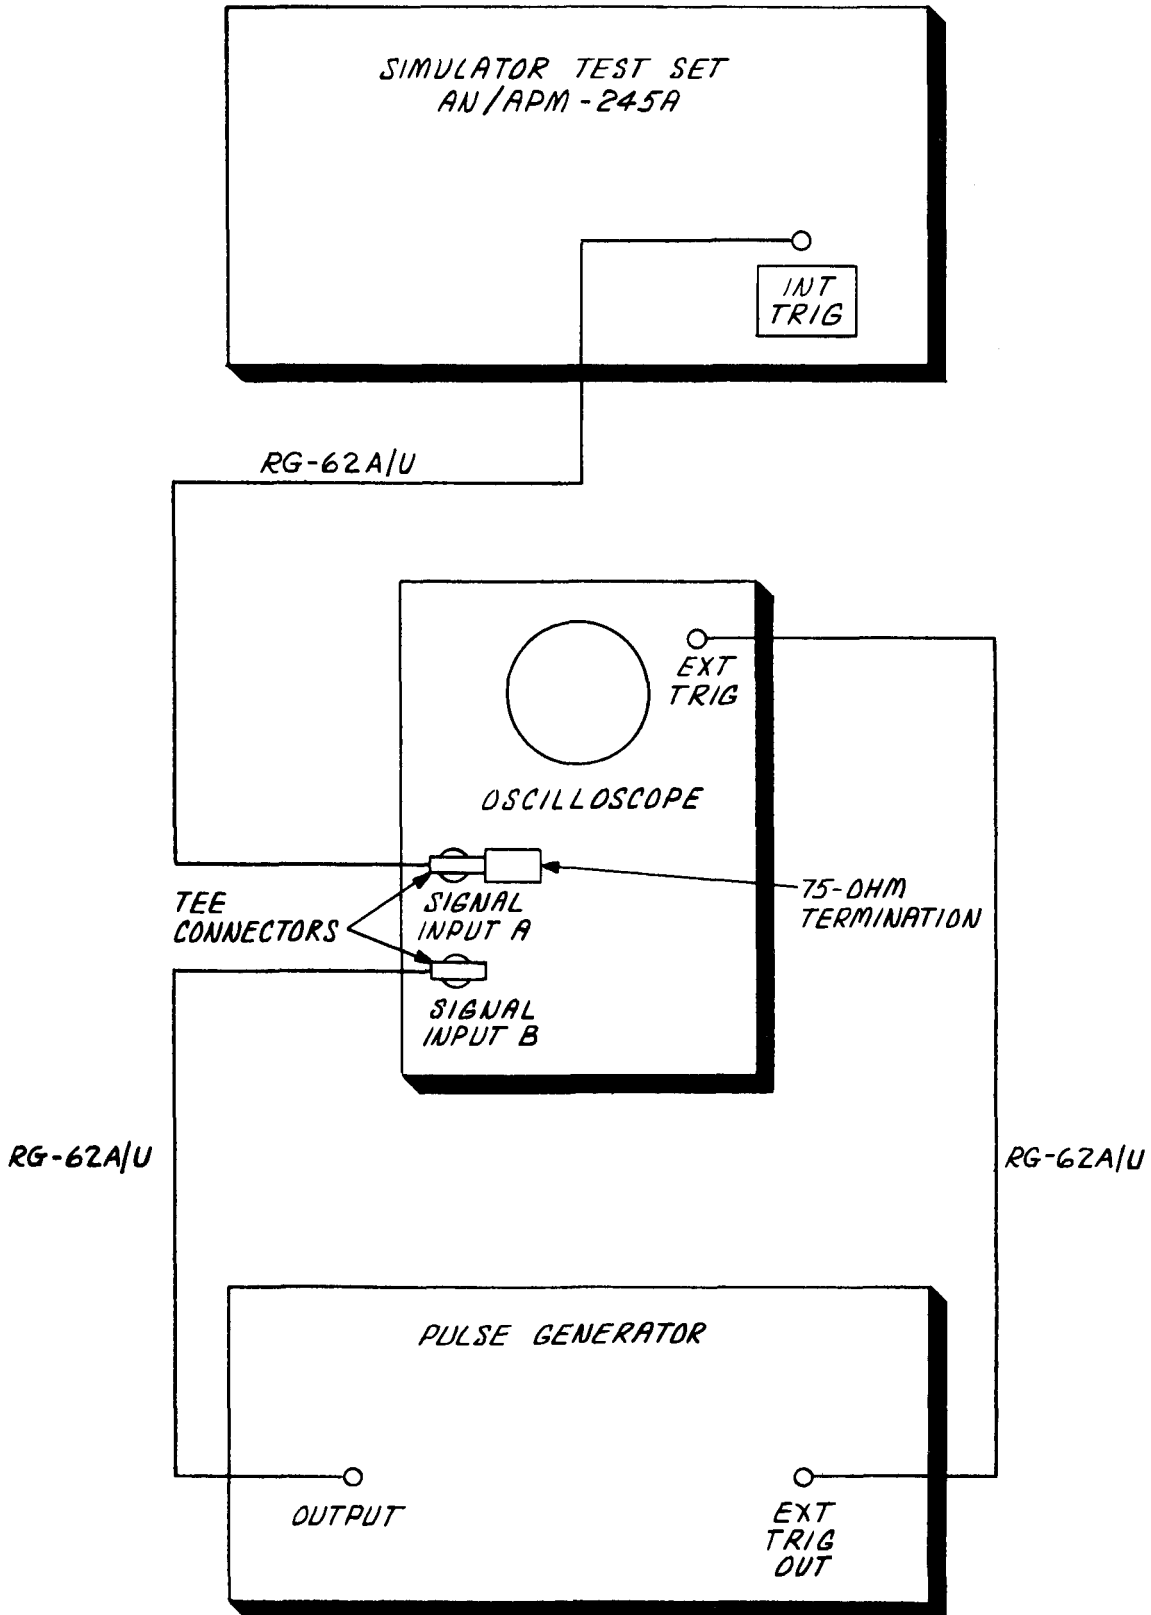 SIMULATOR TEST SET
AN/APM-245A
INT
TRIG
RG-62A/U
EXT
TRIG
OSCILLOSCOPE
TEE
CONNECTORS
SIGNAL
INPUT A
75-OHM
TERMINATION
SIGNAL
INPUT B
RG-62A/U
RG-62A/U
PULSE GENERATOR
OUTPUT
EXT
TRIG
OUT